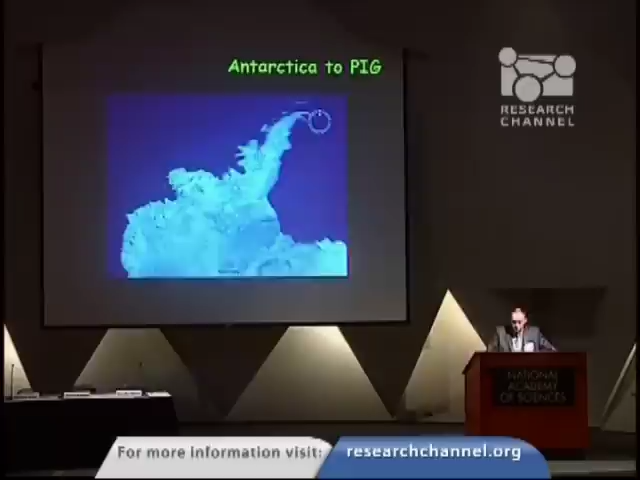 Antarctica to PIG
RESEARCH
CHANNEL
NATIONAL
ACADEMY
OF SCIENCES
For more information visit:
researchchannel.org